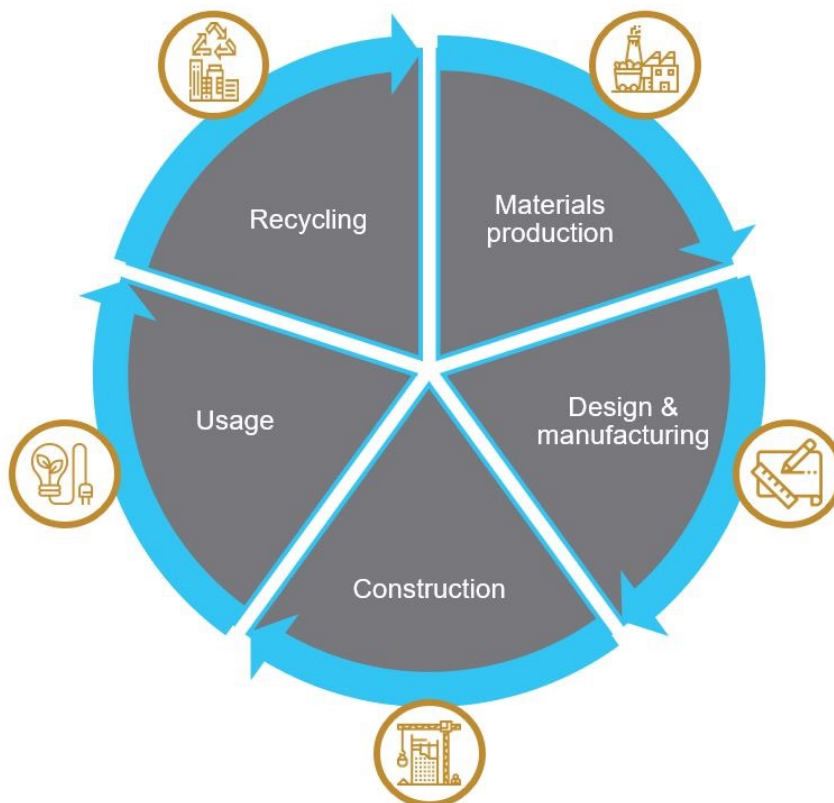 Recycling
Materials
production
Usage
Design &
manufacturing
Construction